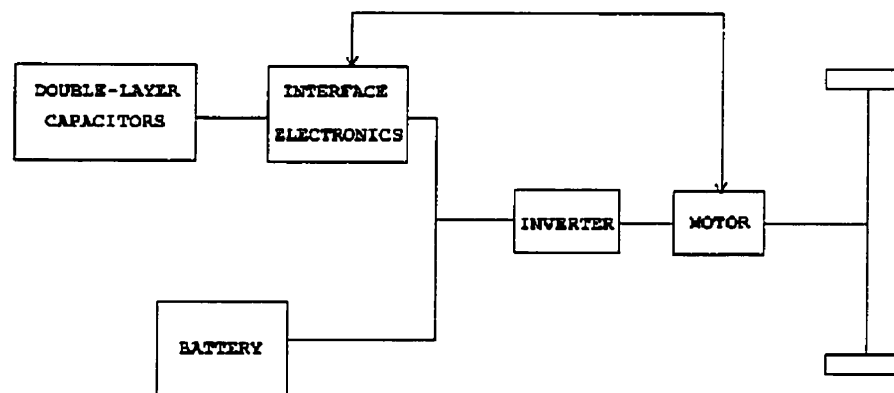 DOUBLE-LAYER
CAPACITORS
INTERFACE
ELECTRONICS
INVERTER
MOTOR
BATTERY